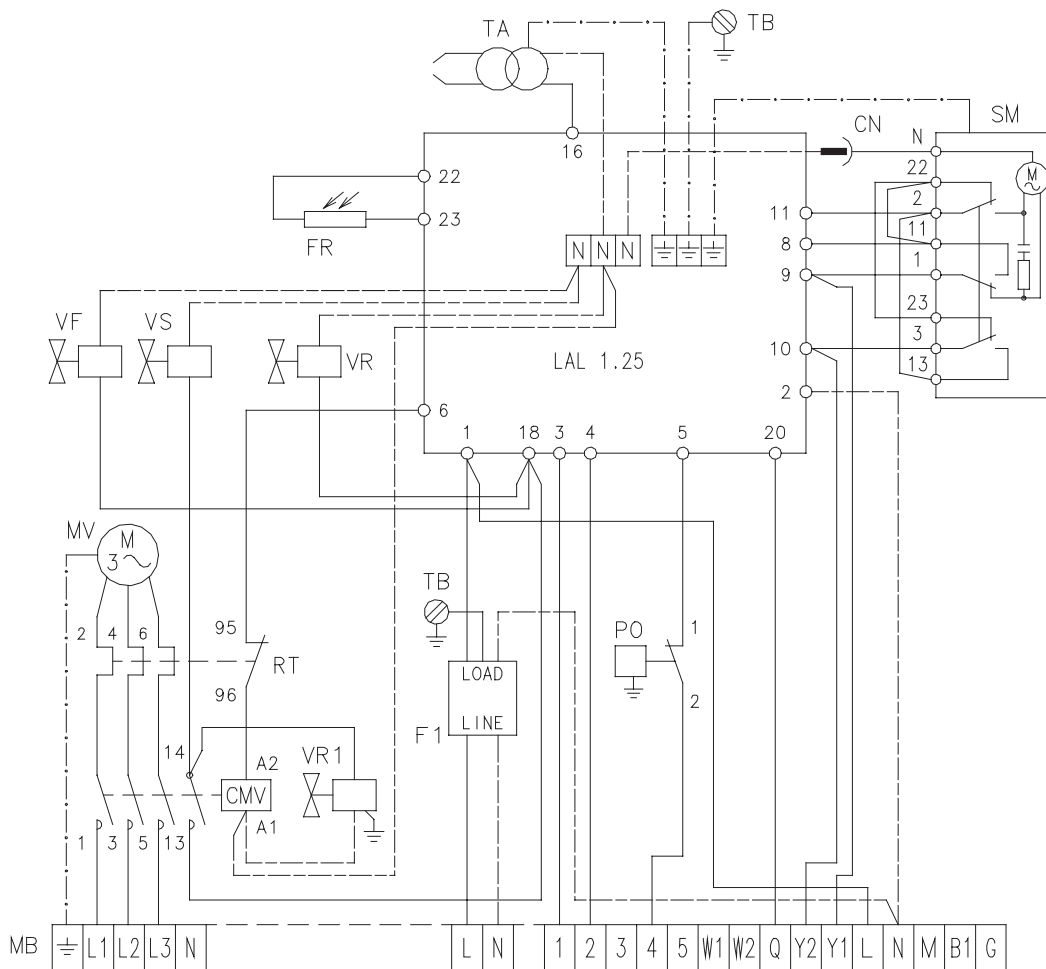 TA
TB
SM
CN
N
16
22
22
M
2
23
11
11
FR
N N N
8
1
9
23
VF
VS
VR
LAL 1.25
10
3
2
13
6
1
18
3
4
5
20
MV
M
3
TB
95
PO
1
2
4
6
RT
LOAD
96
2
LINE
F1
14
A2
VR1
CMV
A1
1
3
5
13
MB
L1 L2 L3 N
L N
1 2 3 4 5 W1 W2 Q Y2 Y1 L N M B1 G